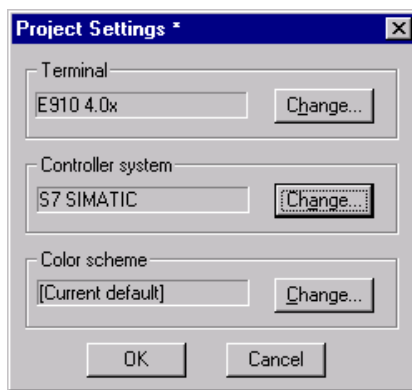 Project Settings *
Terminal
E910 4.0x
Change...
Controller system
S7 SIMATIC
Change...
Color scheme
[Current default]
Change...
OK
Cancel